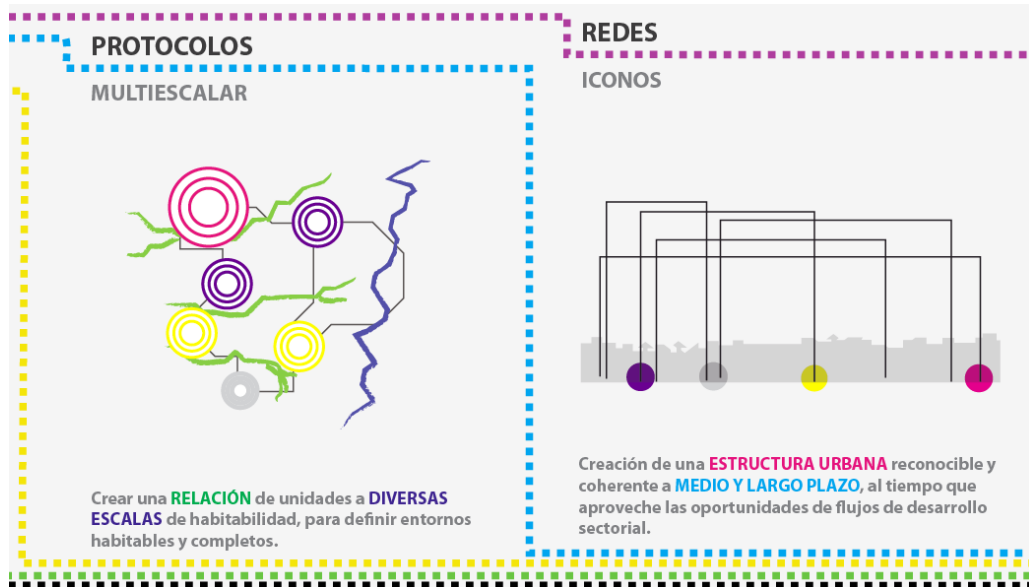 PROTOCOLOS
MULTIESCALAR
Crear una RELACIÓN de unidades a DIVERSAS
ESCALAS de habitabilidad, para definir entornos
habitables y completos.
REDES
ICONOS
Creación de una ESTRUCTURA URBANA reconocible y
coherente a MEDIO Y LARGO PLAZO, al tiempo que
aproveche las oportunidades de flujos de desarrollo
sectorial.